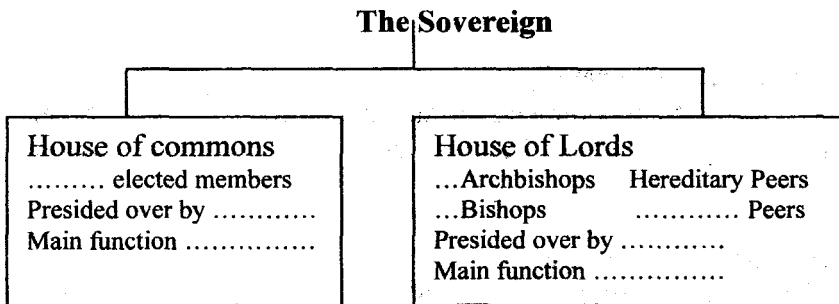 The Sovereign
House of commons
......... elected members
Presided over by ............
Main function ...............
House of Lords
...Archbishops Hereditary Peers
...Bishops ............ Peers
Presided over by ............
Main function ...............